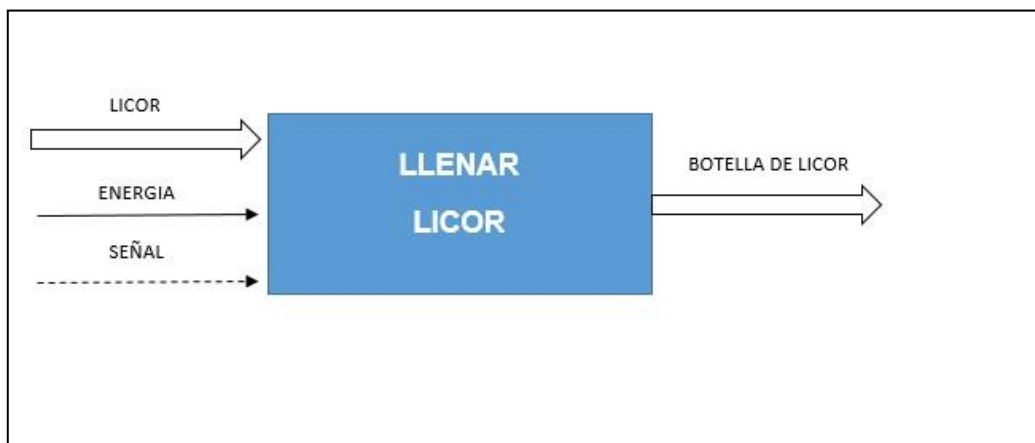 LICOR
ENERGIA
SEÑAL
LLENAR
LICOR
BOTELLA DE LICOR